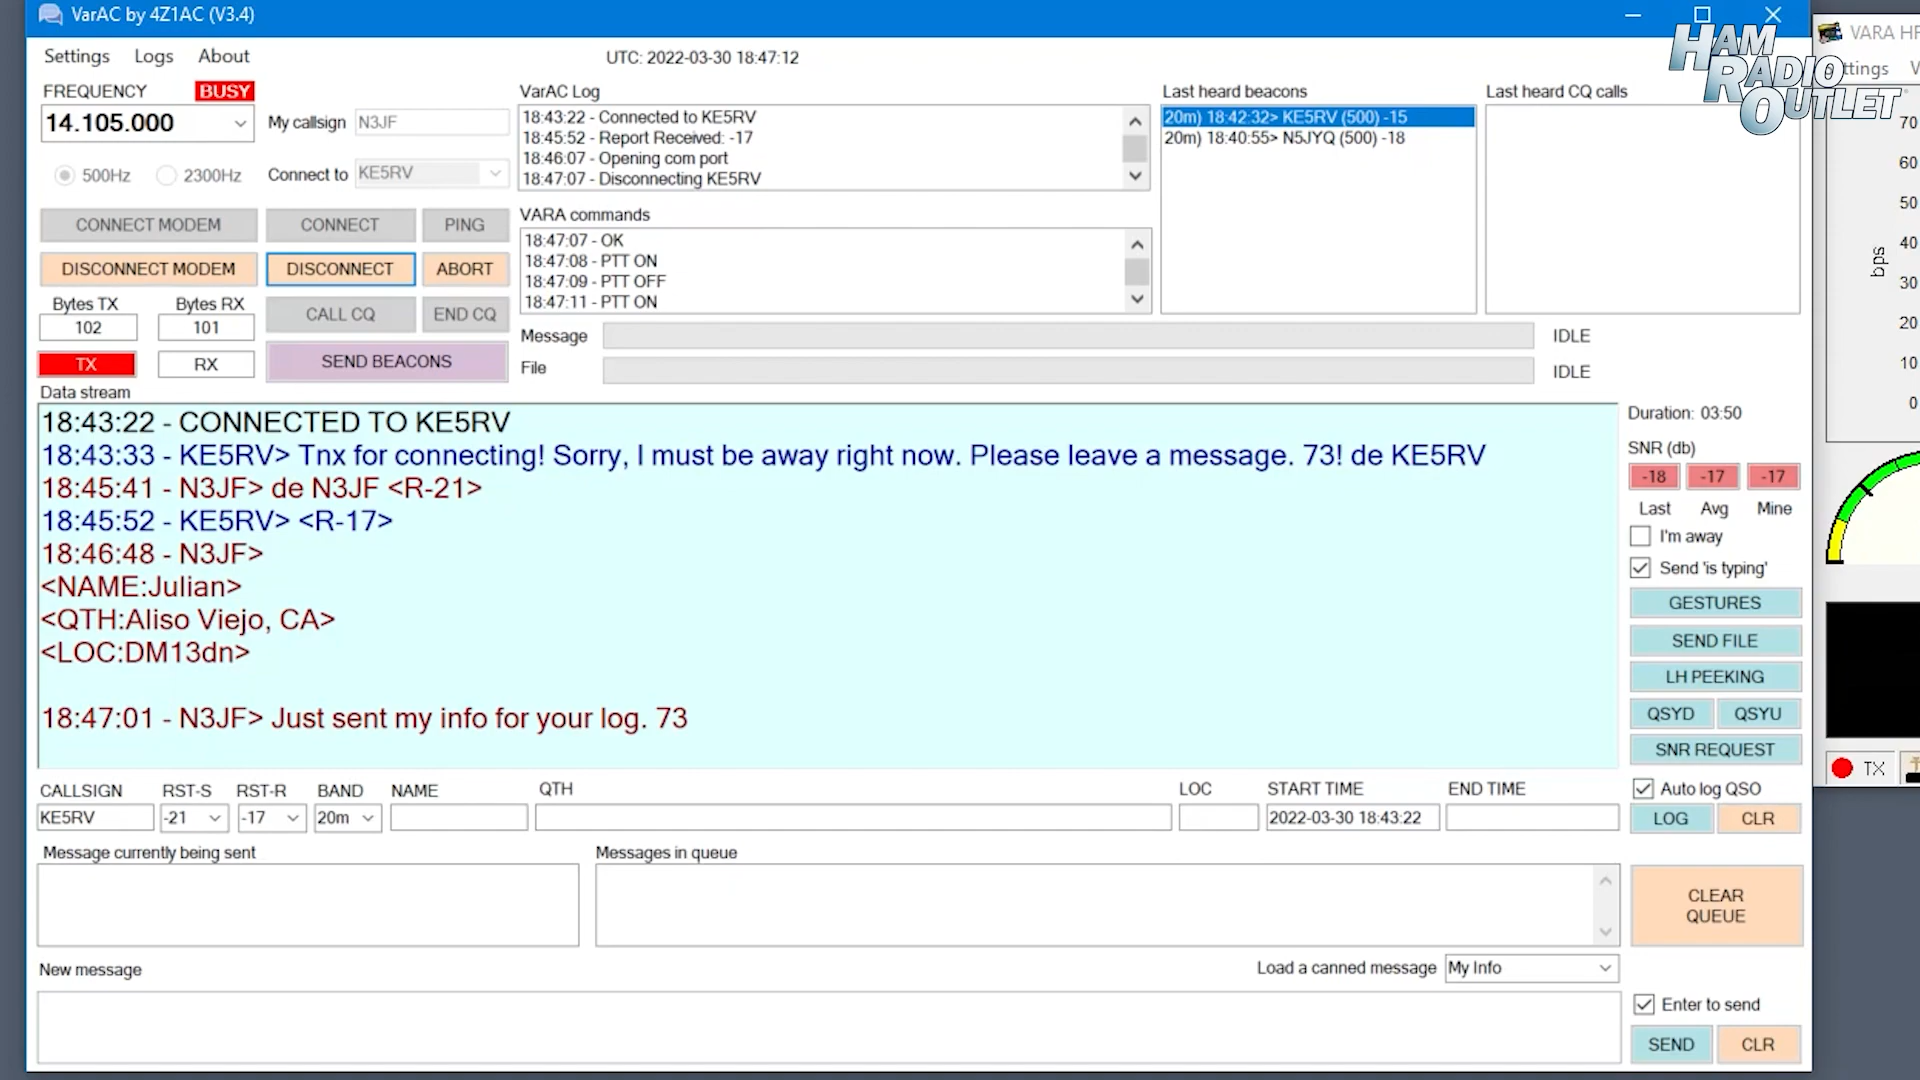 VarAC by 4Z1AC (V3.4)
VARA HF
HAM RADIO OUTLET
Settings Logs About
UTC: 2022-03-30 18:47:12
ttings
FREQUENCY BUSY
14.105.000
My callsign N3JF
500Hz 2300Hz Connect to KE5RV
CONNECT MODEM CONNECT PING
DISCONNECT MODEM DISCONNECT ABORT
Bytes TX Bytes RX
102 101
CALL CQ END CQ
TX RX SEND BEACONS
VarAC Log
18:43:22 - Connected to KE5RV
18:45:52 - Report Received: -17
18:46:07 - Opening com port
18:47:07 - Disconnecting KE5RV
VARA commands
18:47:07 - OK
18:47:08 - PTT ON
18:47:09 - PTT OFF
18:47:11 - PTT ON
Last heard beacons
20m) 18:42:32> KE5RV (500) -15
20m) 18:40:55> N5JYQ (500) -18
Last heard CQ calls
Message IDLE
File IDLE
70
60
50
40
30
20
10
0
bps
Data stream
18:43:22 - CONNECTED TO KE5RV
18:43:33 - KE5RV> Tnx for connecting! Sorry, I must be away right now. Please leave a message. 73! de KE5RV
18:45:41 - N3JF> de N3JF <R-21>
18:45:52 - KE5RV> <R-17>
18:46:48 - N3JF>
<NAME:Julian>
<QTH:Aliso Viejo, CA>
<LOC:DM13dn>
18:47:01 - N3JF> Just sent my info for your log. 73
Duration: 03:50
SNR (db)
-18 -17 -17
Last Avg Mine
I'm away
Send 'is typing'
GESTURES
SEND FILE
LH PEEKING
QSYD QSYU
SNR REQUEST
TX
CALLSIGN RST-S RST-R BAND NAME QTH LOC START TIME END TIME
KE5RV -21 -17 20m 2022-03-30 18:43:22
Auto log QSO
LOG CLR
Message currently being sent Messages in queue
CLEAR
QUEUE
New message
Load a canned message My Info
Enter to send
SEND CLR